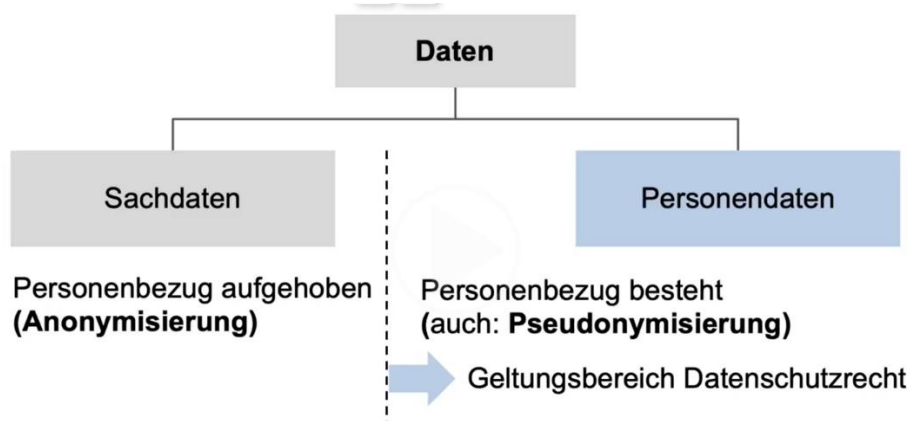 Daten
Sachdaten
Personendaten
Personenbezug aufgehoben
(Anonymisierung)
Personenbezug besteht
(auch: Pseudonymisierung)
Geltungsbereich Datenschutzrecht